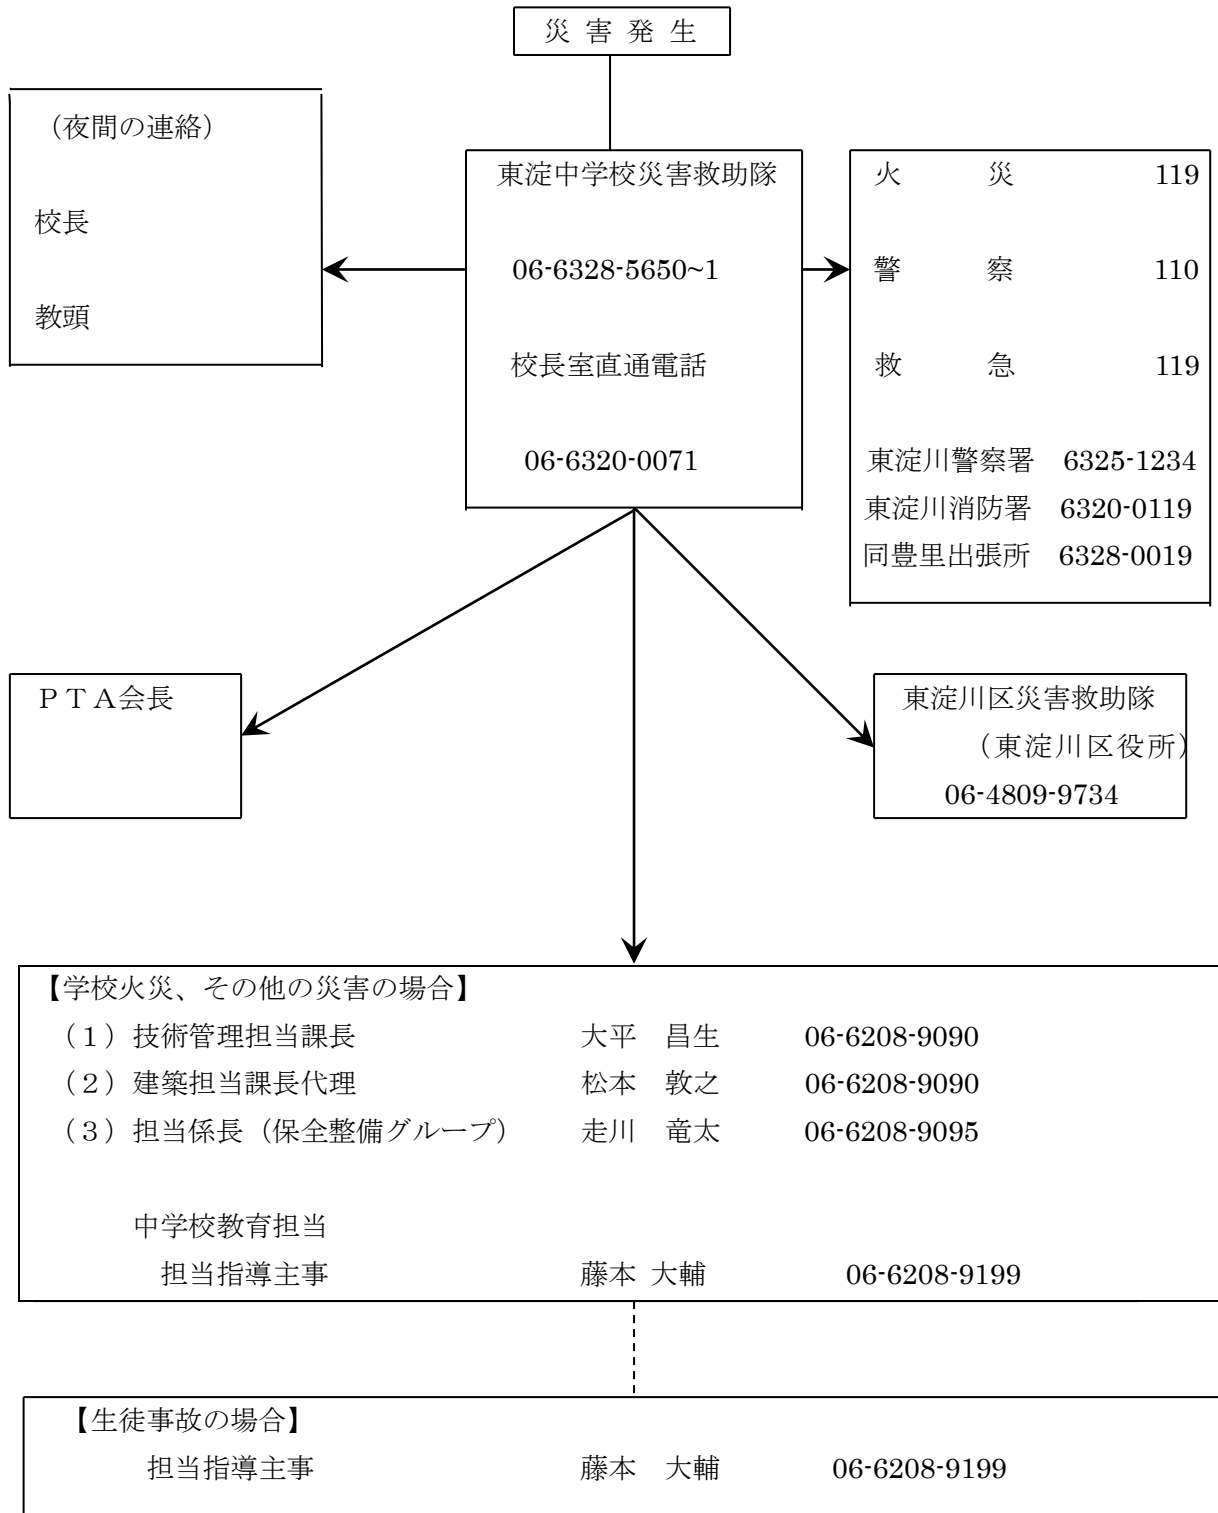 災 害 発 生
（夜間の連絡）
校長
教頭
東淀中学校災害救助隊
06-6328-5650~1
校長室直通電話
06-6320-0071
火　　　災　　　　　119
警　　　察　　　　　110
救　　　急　　　　　119
東淀川警察署　6325-1234
東淀川消防署　6320-0119
同豊里出張所　6328-0019
ＰＴＡ会長
東淀川区災害救助隊
（東淀川区役所）
06-4809-9734
【学校火災、その他の災害の場合】
（１）技術管理担当課長　　　　　　　　大平　昌生　　　06-6208-9090
（２）建築担当課長代理　　　　　　　　松本　敦之　　　06-6208-9090
（３）担当係長（保全整備グループ）　　走川　竜太　　　06-6208-9095
中学校教育担当
担当指導主事　　　　　　　　　藤本 大輔　　　　　06-6208-9199
【生徒事故の場合】
担当指導主事　　　　　　　　　藤本　大輔　　　　06-6208-9199